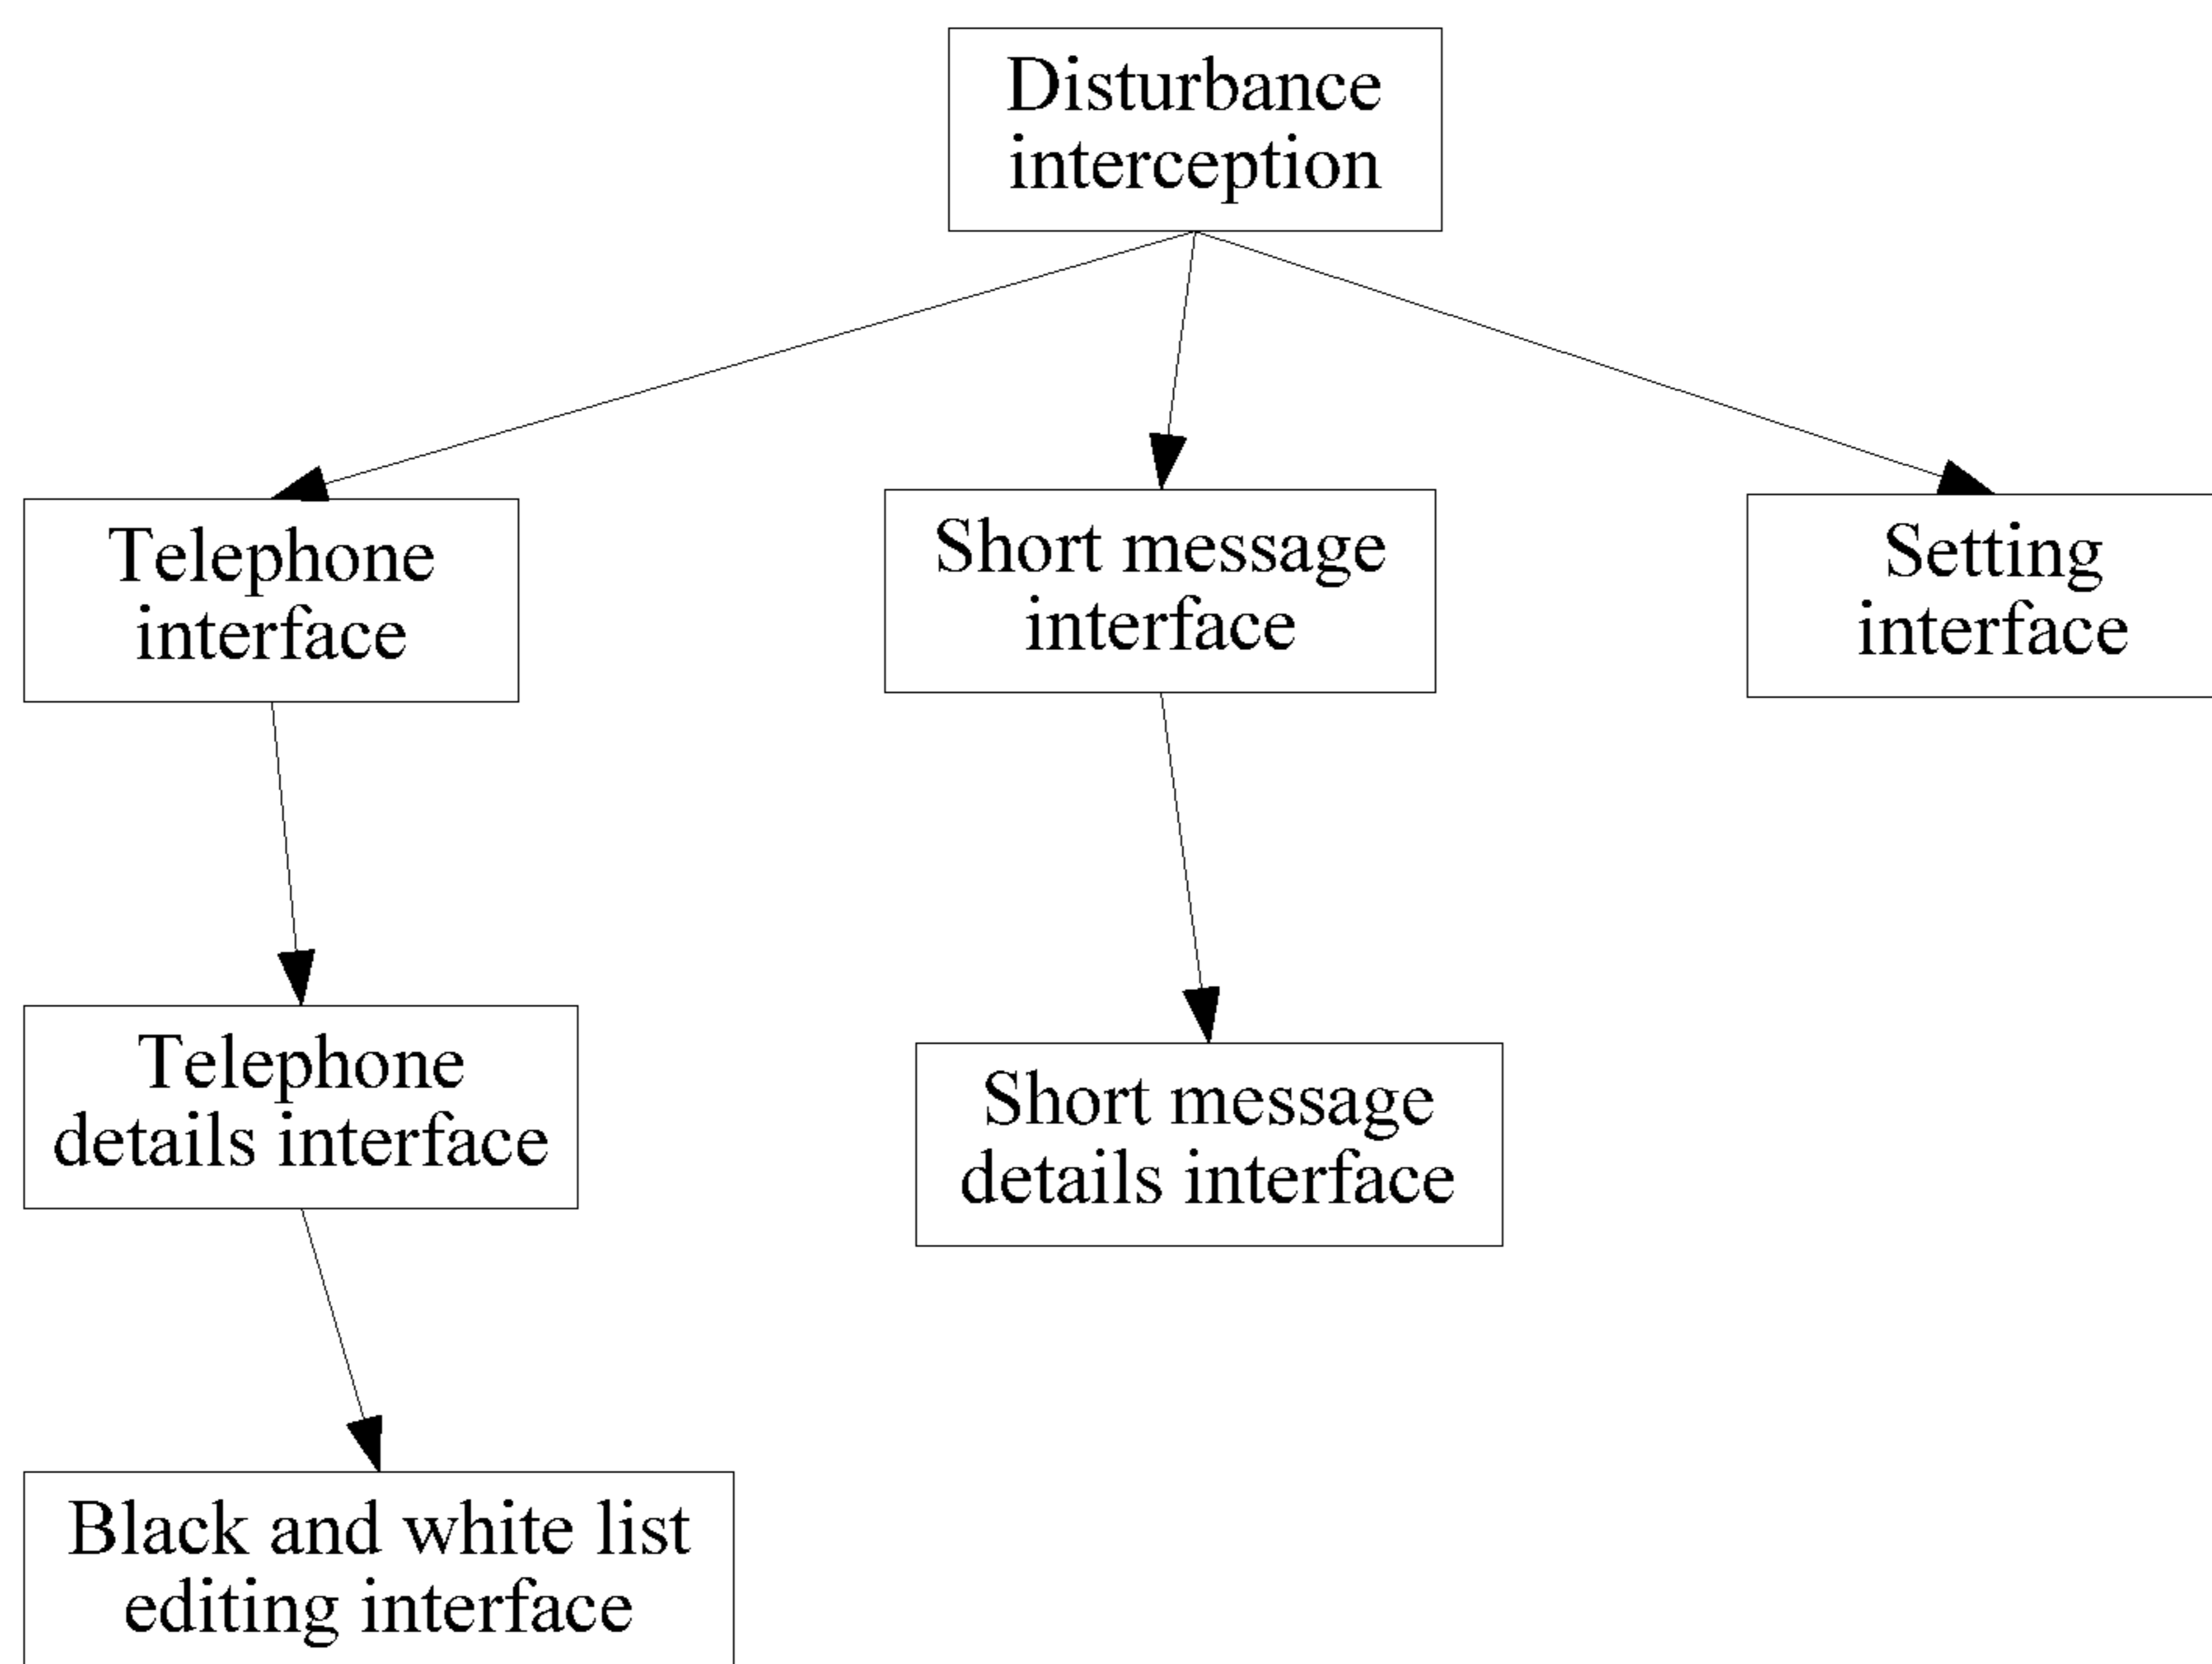 Disturbance
interception
Telephone
interface
Short message
interface
Setting
interface
Telephone
details interface
Short message
details interface
Black and white list
editing interface